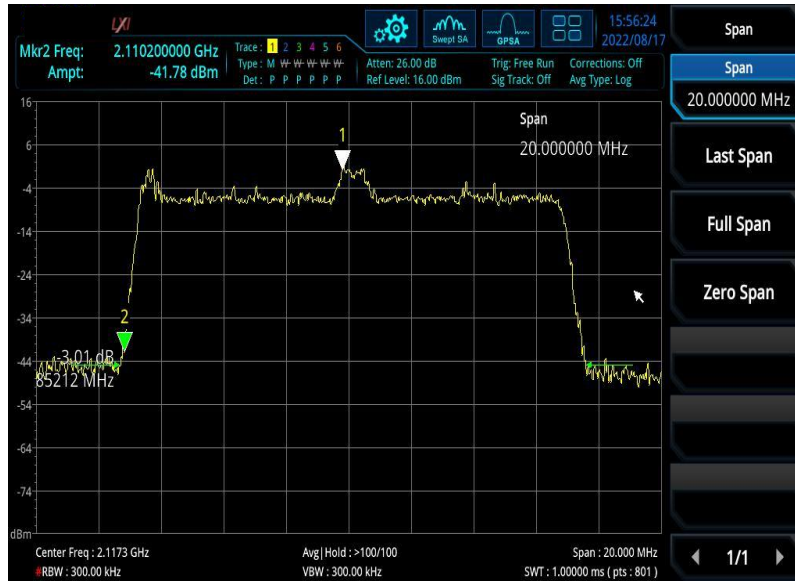 LXI
15:56:24
2022/08/17
Swept SA
GPSA
Mkr2 Freq: 2.110200000 GHz
Ampt: -41.78 dBm
Trace: 1 2 3 4 5 6
Type: M W W W W W
Det: P P P P P P
Atten: 26.00 dB
Ref Level: 16.00 dBm
Trig: Free Run
Sig Track: Off
Corrections: Off
Avg Type: Log
Span
Span
20.000000 MHz
Last Span
Full Span
Zero Span
1/1
Span
20.000000 MHz
16
6
-4
-14
-24
-34
-44
-54
-64
-74
dBm
1
2
-3.01 dB
85212 MHz
Center Freq : 2.1173 GHz
Avg|Hold : >100/100
Span : 20.000 MHz
#RBW : 300.00 kHz
VBW : 300.00 kHz
SWT : 1.00000 ms ( pts : 801 )